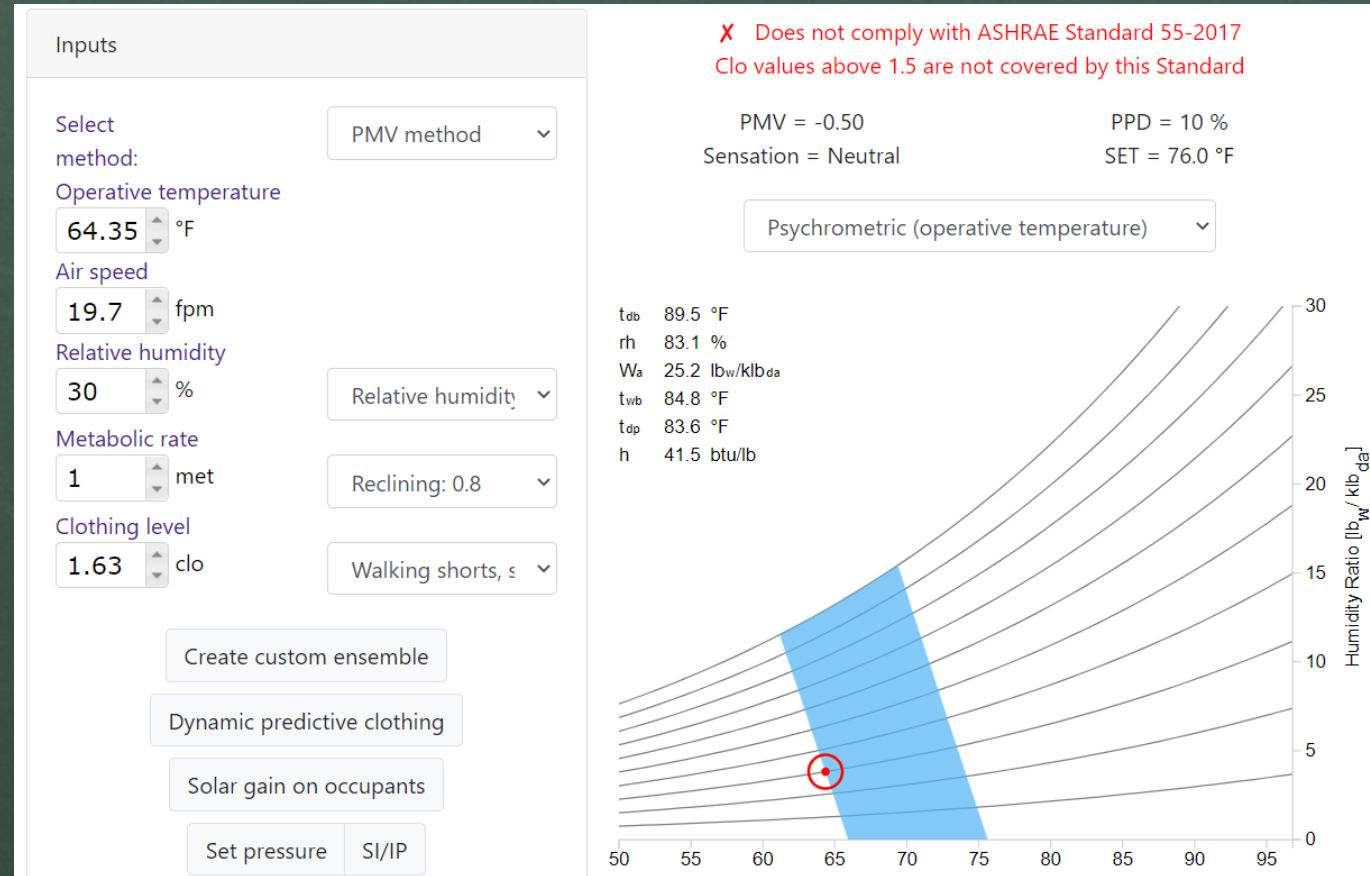 Inputs
Select
method:
PMV method
Operative temperature
64.35 °F
Air speed
19.7 fpm
Relative humidity
30 %
Relative humidity
Metabolic rate
1 met
Reclining: 0.8
Clothing level
1.63 clo
Walking shorts, s
Create custom ensemble
Dynamic predictive clothing
Solar gain on occupants
Set pressure SI/IP
✗ Does not comply with ASHRAE Standard 55-2017
Clo values above 1.5 are not covered by this Standard
PMV = -0.50 PPD = 10 %
Sensation = Neutral SET = 76.0 °F
Psychrometric (operative temperature)
tdb 89.5 °F
rh 83.1 %
Wa 25.2 lbw/klbda
twb 84.8 °F
tdp 83.6 °F
h 41.5 btu/lb
30
25
20
15
10
5
0
Humidity Ratio [lbw/ klbda]
50 55 60 65 70 75 80 85 90 95